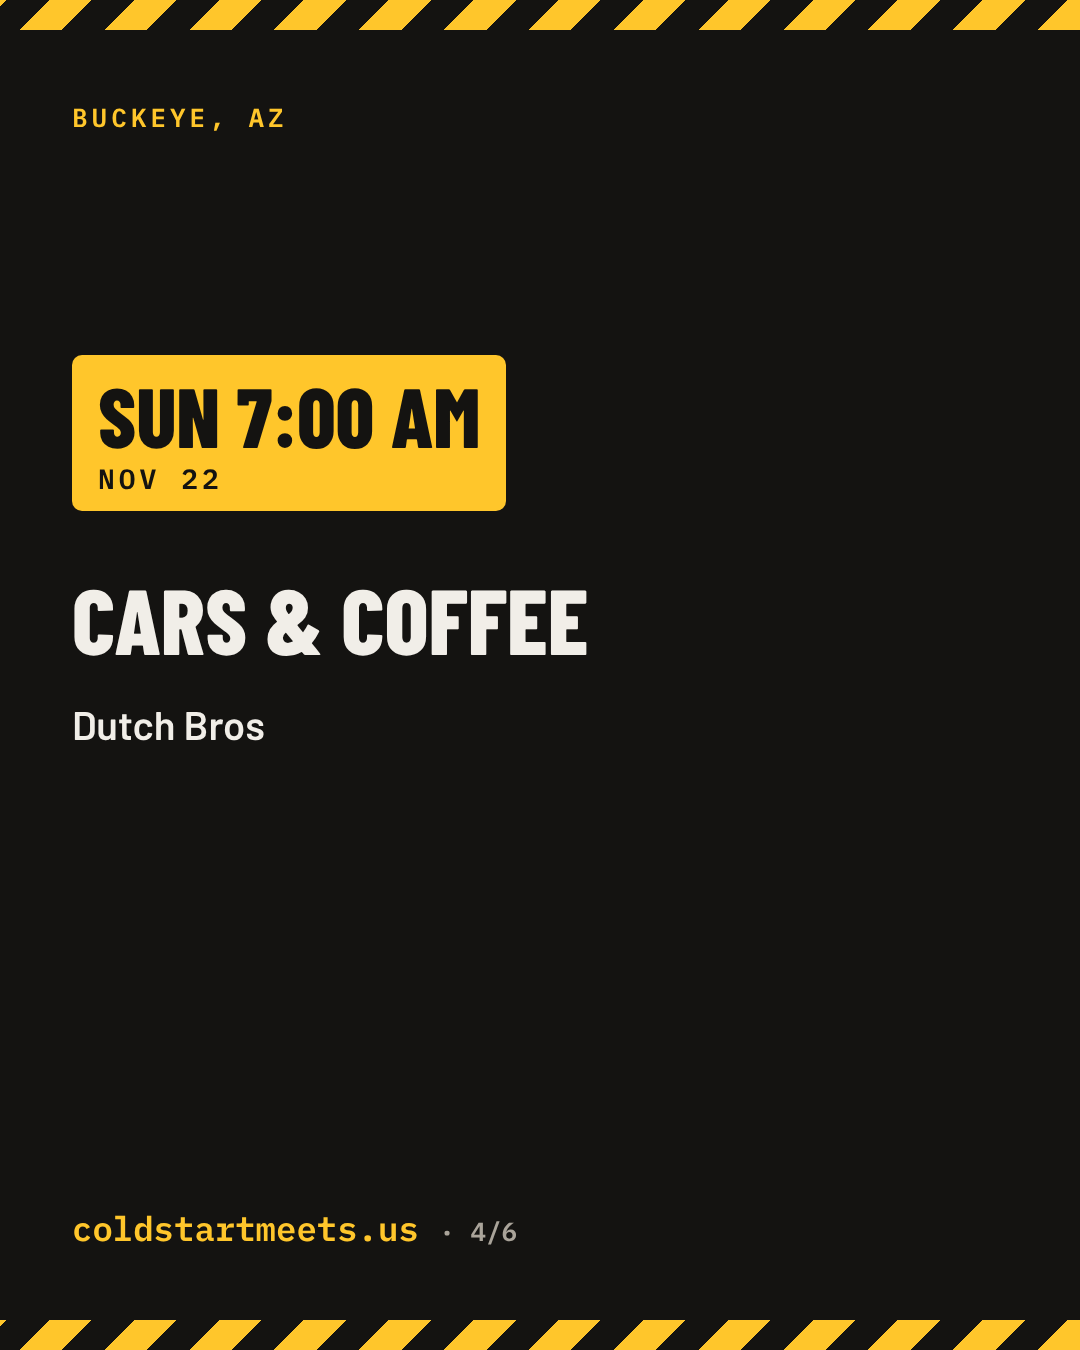 BUCKEYE, AZ
SUN 7:00 AM
NOV 22
CARS & COFFEE
Dutch Bros
coldstartmeets.us · 4/6